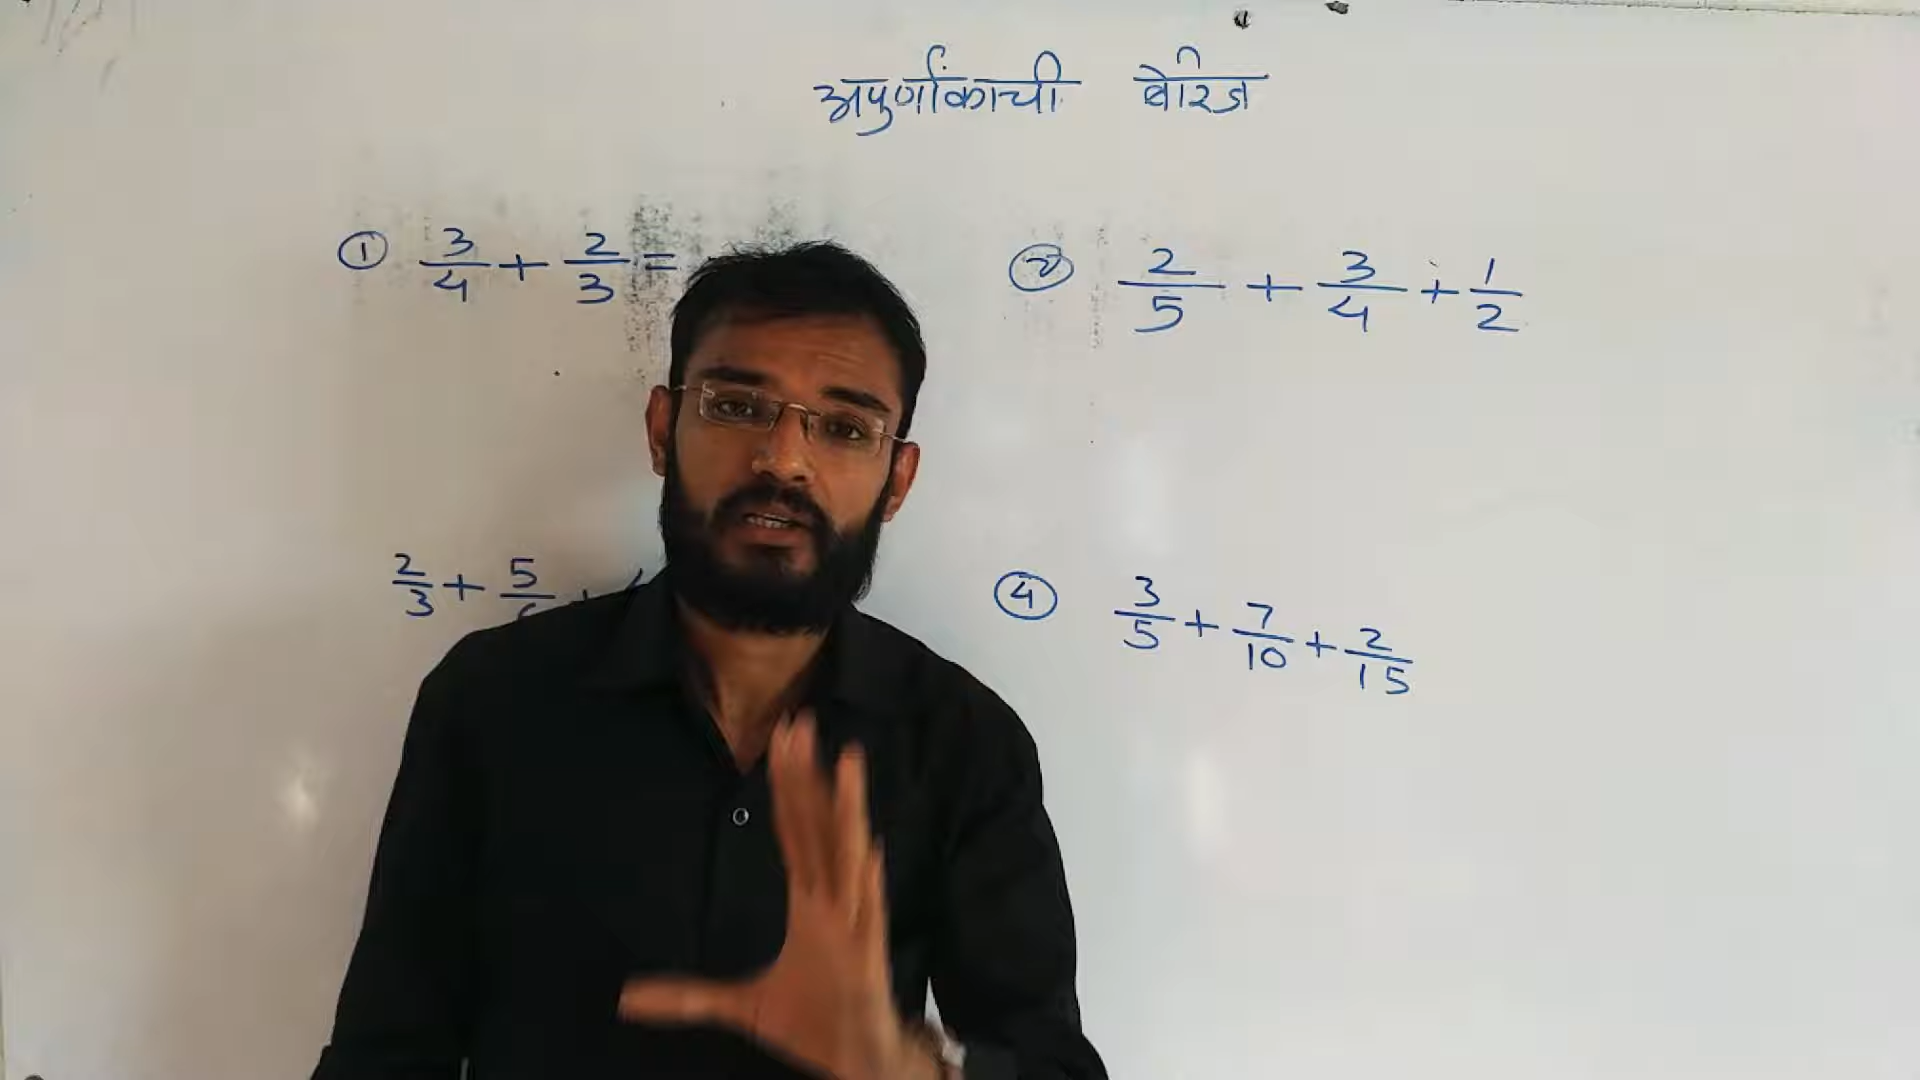 अपुर्णांकाची बेरिज
① 3/4 + 2/3 =
② 2/5 + 3/4 + 1/2
2/3 + 5/ +
④ 3/5 + 7/10 + 2/15